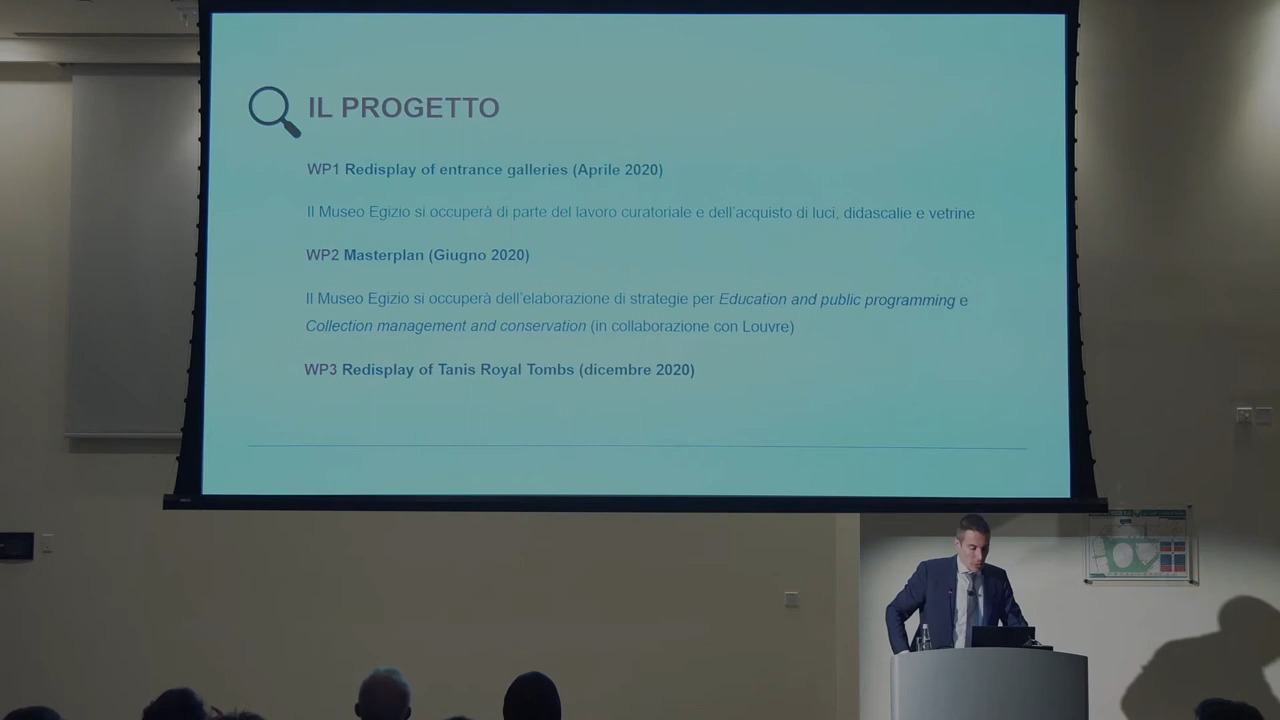 IL PROGETTO
WP1 Redisplay of entrance galleries (Aprile 2020)
Il Museo Egizio si occuperà di parte del lavoro curatoriale e dell'acquisto di luci, didascalie e vetrine
WP2 Masterplan (Giugno 2020)
Il Museo Egizio si occuperà dell'elaborazione di strategie per Education and public programming e
Collection management and conservation (in collaborazione con Louvre)
WP3 Redisplay of Tanis Royal Tombs (dicembre 2020)